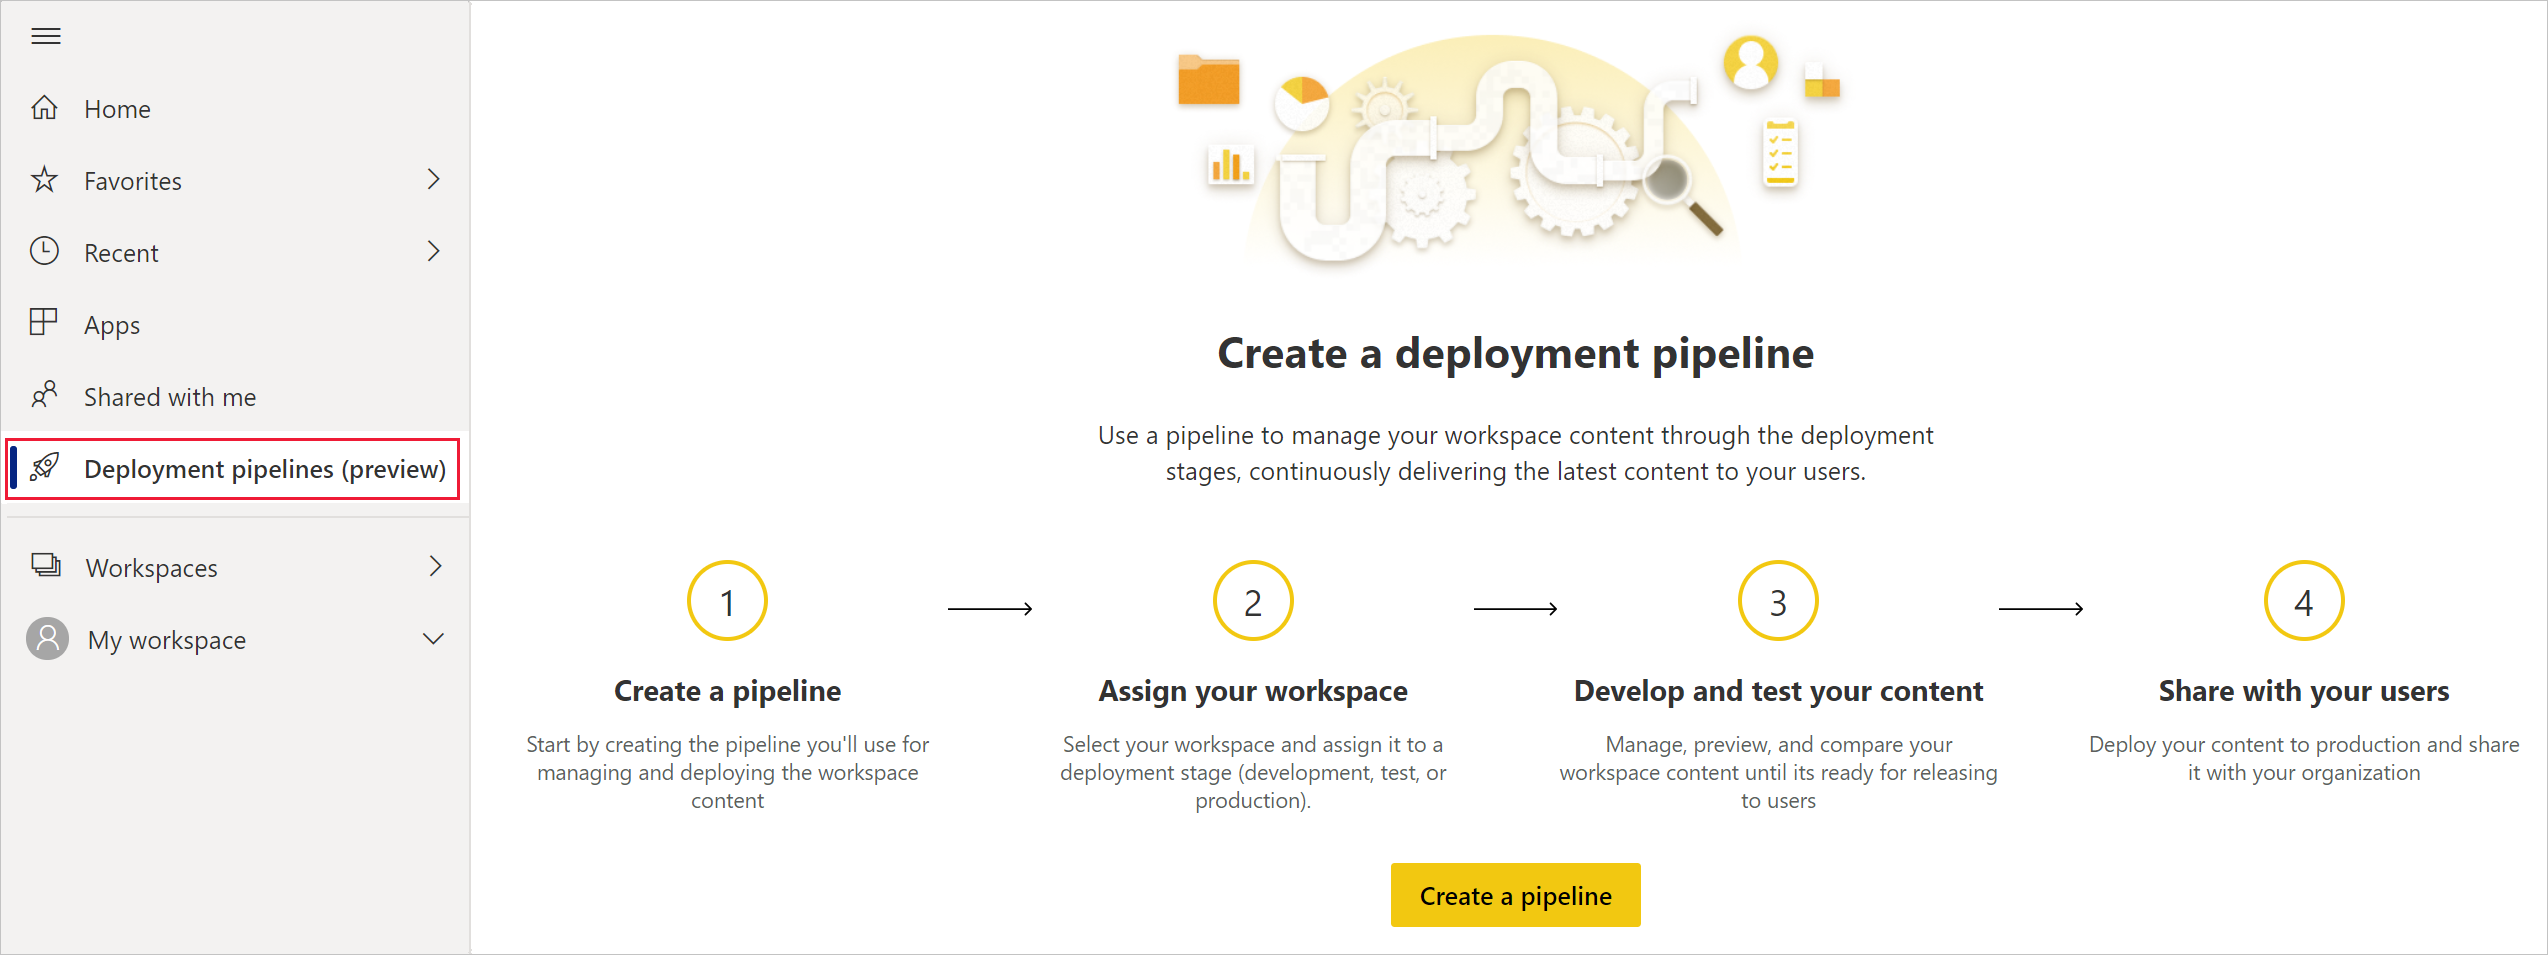 Home
Favorites
Recent
Apps
Shared with me
Deployment pipelines (preview)
Workspaces
My workspace
Create a deployment pipeline
Use a pipeline to manage your workspace content through the deployment
stages, continuously delivering the latest content to your users.
1
Create a pipeline
Start by creating the pipeline you'll use for
managing and deploying the workspace
content
2
Assign your workspace
Select your workspace and assign it to a
deployment stage (development, test, or
production).
3
Develop and test your content
Manage, preview, and compare your
workspace content until its ready for releasing
to users
4
Share with your users
Deploy your content to production and share
it with your organization
Create a pipeline